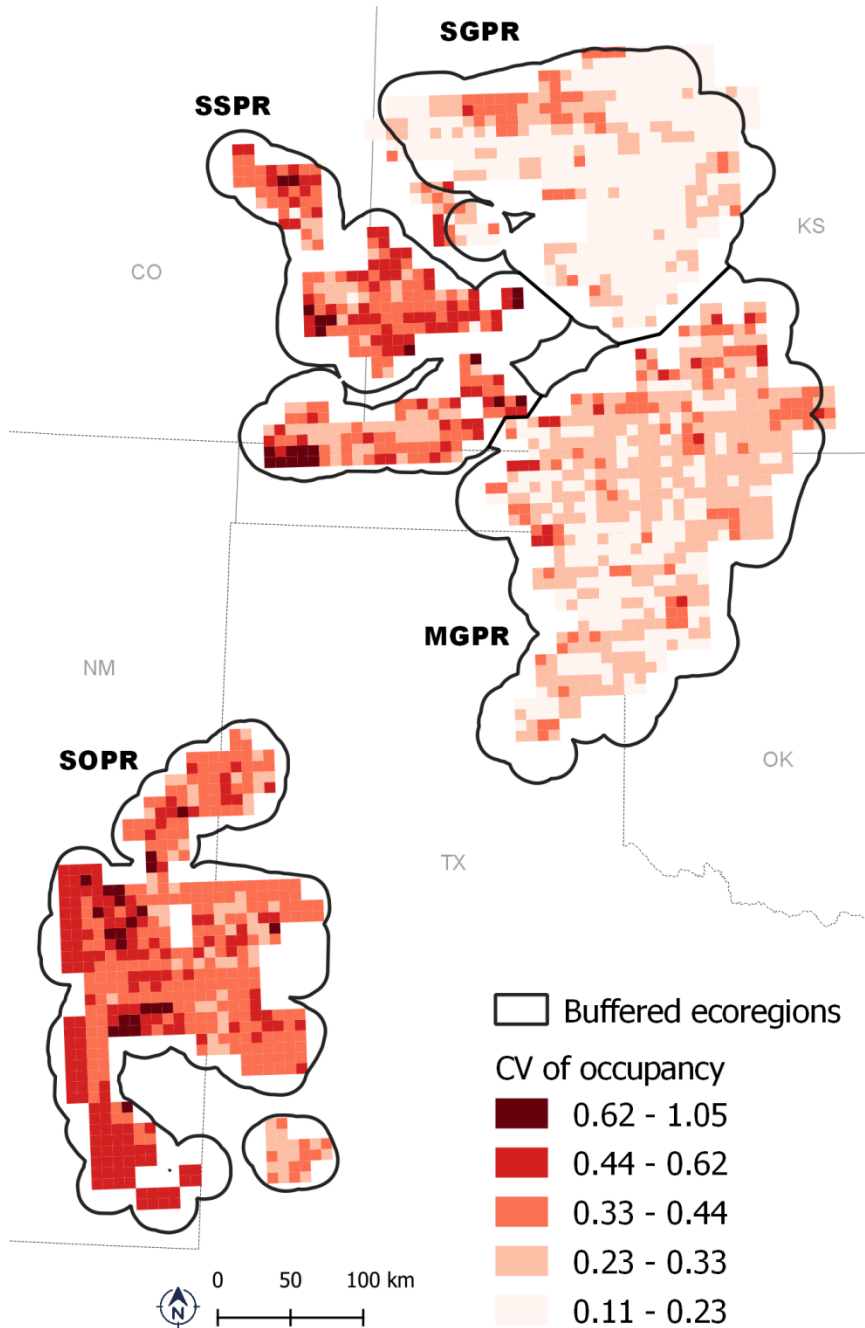 SGPR
SSPR
KS
CO
MGPR
NM
SOPR
OK
TX
Buffered ecoregions
CV of occupancy
0.62 - 1.05
0.44 - 0.62
0.33 - 0.44
0.23 - 0.33
0.11 - 0.23
0 50 100 km
N